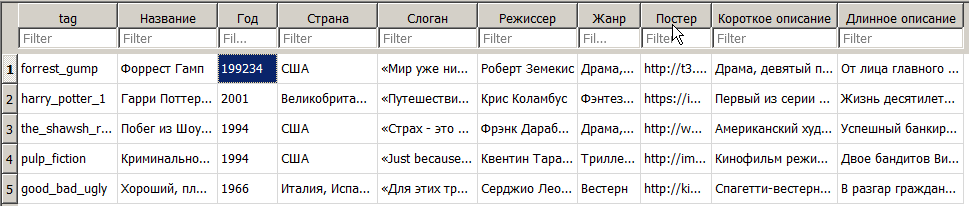 tag Название Год Страна Слоган Режиссер Жанр Постер Короткое описание Длинное описание
Filter Filter Fil... Filter Filter Filter Fil... Filter Filter Filter
1 forrest_gump Форрест Гамп 199234 США «Мир уже ни... Роберт Земекис Драма,... http://t3.... Драма, девятый п... От лица главного ...
2 harry_potter_1 Гарри Поттер... 2001 Великобрита... «Путешестви... Крис Коламбус Фэнтез... https://i... Первый из серии ... Жизнь десятилет...
3 the_shawsh_r... Побег из Шоу... 1994 США «Страх - это ... Фрэнк Дараб... Драма,... http://w... Американский худ... Успешный банкир...
4 pulp_fiction Криминально... 1994 США «Just because... Квентин Тара... Трилле... http://im... Кинофильм режи... Двое бандитов Ви...
5 good_bad_ugly Хороший, пл... 1966 Италия, Испа... «Для этих тр... Серджио Лео... Вестерн http://ki... Спагетти-вестерн... В разгар граждан...